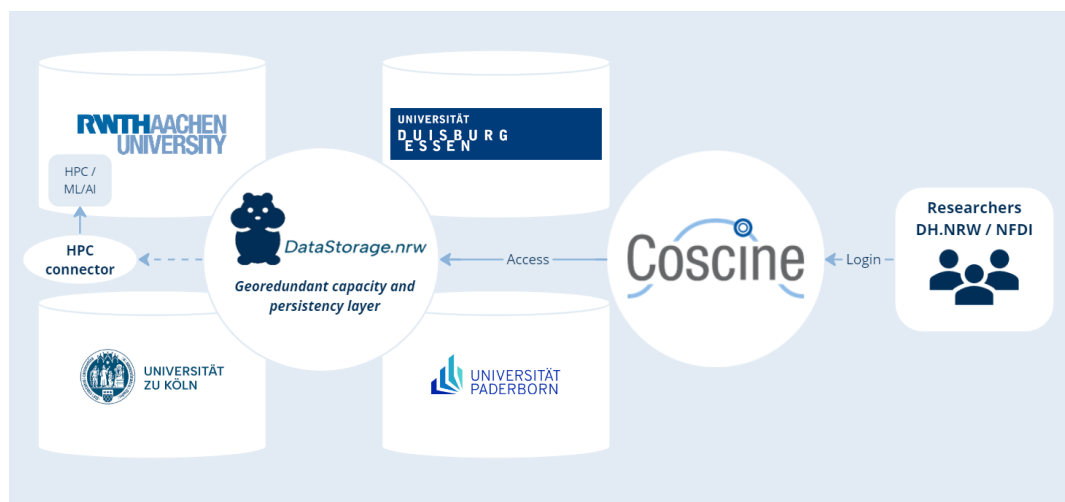 RWTHAACHEN
UNIVERSITY
HPC /
ML/AI
HPC
connector
UNIVERSITÄT
DUISBURG
ESSEN
DataStorage.nrw
Georedundant capacity and
persistency layer
Access
Coscine
Login
Researchers
DH.NRW / NFDI
UNIVERSITÄT
ZU KÖLN
UNIVERSITÄT
PADERBORN